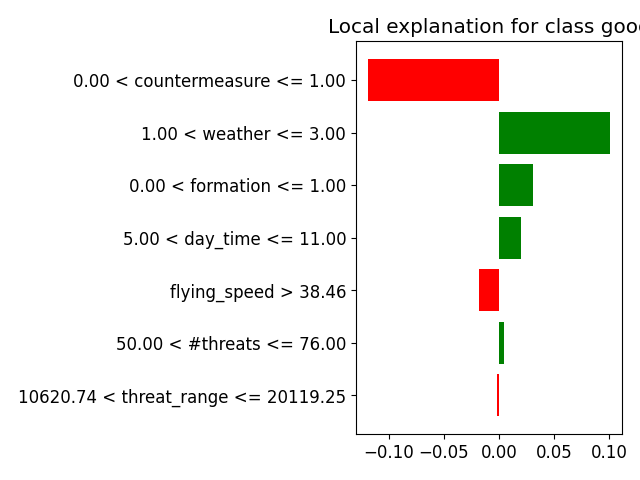 Local explanation for class goo
0.00 < countermeasure <= 1.00
1.00 < weather <= 3.00
0.00 < formation <= 1.00
5.00 < day_time <= 11.00
flying_speed > 38.46
50.00 < #threats <= 76.00
10620.74 < threat_range <= 20119.25
−0.10 −0.05 0.00 0.05 0.10